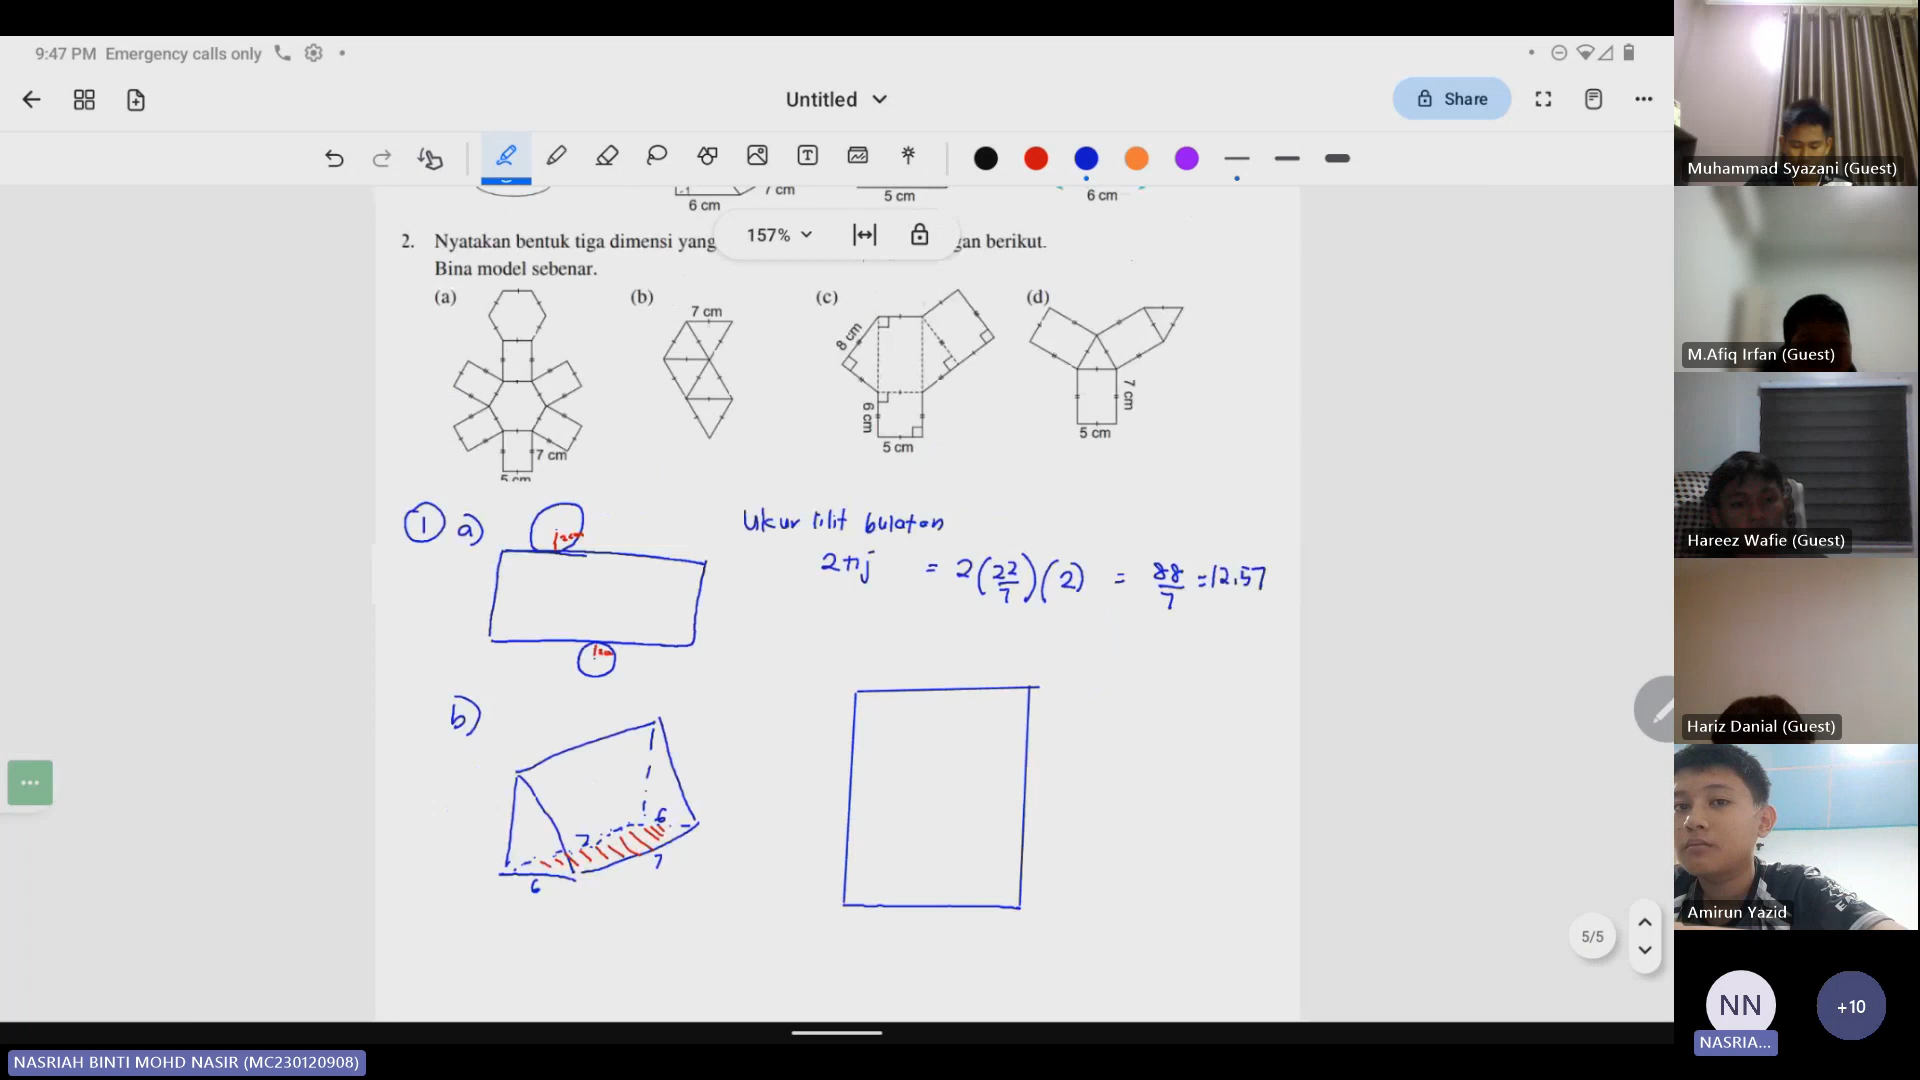 9:47 PM Emergency calls only
Untitled
Share
6 cm
7 cm
5 cm
6 cm
157%
2. Nyatakan bentuk tiga dimensi yang
gan berikut.
Bina model sebenar.
(a)
(b)
(c)
(d)
7 cm
8 cm
6 cm
5 cm
7 cm
5 cm
7 cm
5 cm
1 a)
2cm
Ukur lilit bulatan
2πj = 2(22/7)(2) = 88/7 = 12.57
b)
6
7
7
6
5/5
Muhammad Syazani (Guest)
M.Afiq Irfan (Guest)
Hareez Wafie (Guest)
Hariz Danial (Guest)
Amirun Yazid
NN
NASRIA...
+10
NASRIAH BINTI MOHD NASIR (MC230120908)